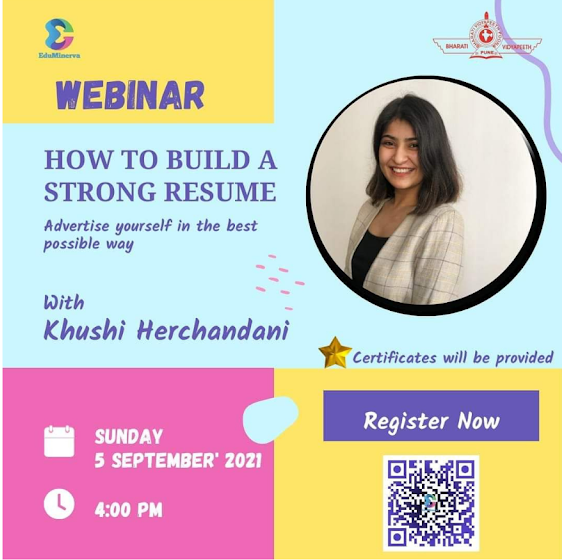 EduMinerva
BHARATI
VIDYAPEETH
PUNE
WEBINAR
HOW TO BUILD A
STRONG RESUME
Advertise yourself in the best
possible way
With
Khushi Herchandani
Certificates will be provided
SUNDAY
5 SEPTEMBER' 2021
4:00 PM
Register Now